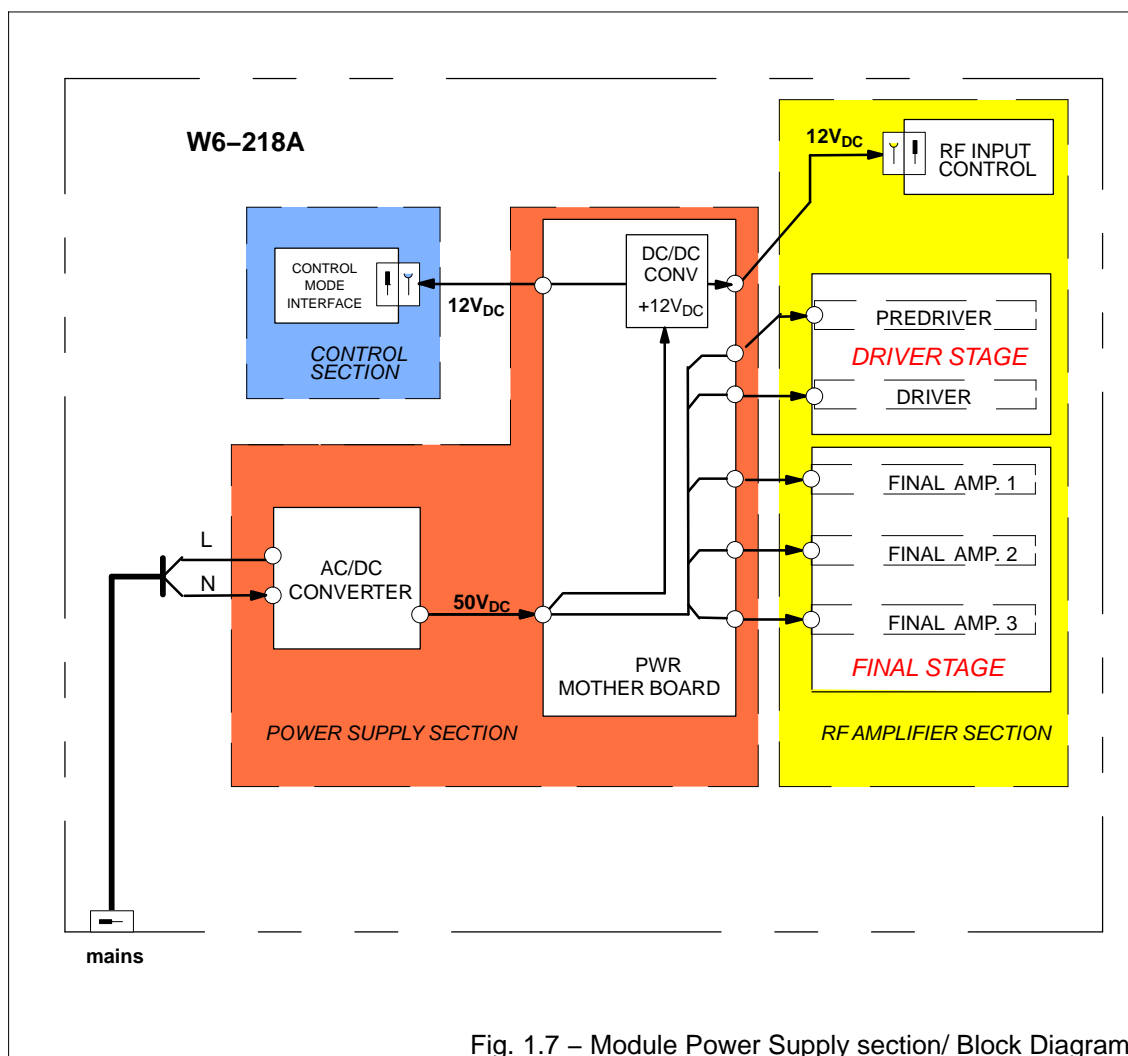 W6–218A
12VDC
RF INPUT
CONTROL
DC/DC
CONV
+12VDC
CONTROL
MODE
INTERFACE
12VDC
CONTROL
SECTION
PREDRIVER
DRIVER STAGE
DRIVER
FINAL AMP. 1
FINAL AMP. 2
FINAL AMP. 3
FINAL STAGE
L
N
AC/DC
CONVERTER
50VDC
PWR
MOTHER BOARD
POWER SUPPLY SECTION
RF AMPLIFIER SECTION
mains
Fig. 1.7 – Module Power Supply section/ Block Diagram